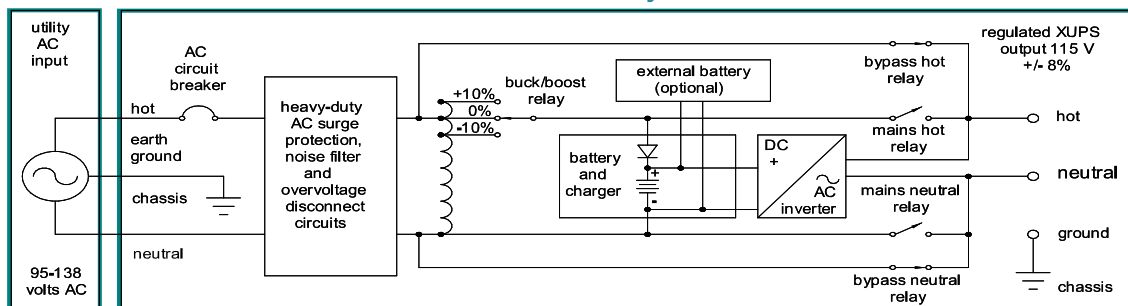 utility
AC
input
95-138
volts AC
AC
circuit
breaker
hot
earth
ground
chassis
neutral
heavy-duty
AC surge
protection,
noise filter
and
overvoltage
disconnect
circuits
+10%
0%
-10%
buck/boost
relay
external battery
(optional)
battery
and
charger
+
-
DC
+
AC
inverter
bypass hot
relay
mains hot
relay
mains neutral
relay
bypass neutral
relay
regulated XUPS
output 115 V
+/- 8%
hot
neutral
ground
chassis